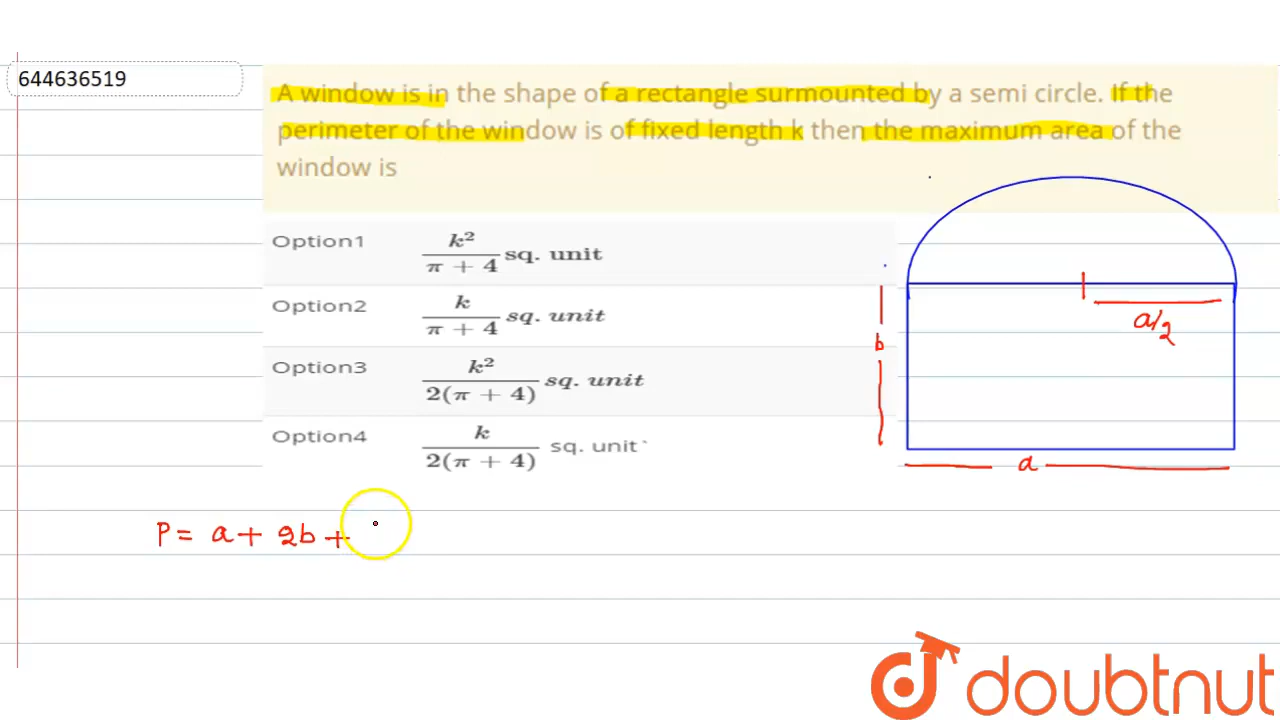 644636519
A window is in the shape of a rectangle surmounted by a semi circle. If the
perimeter of the window is of fixed length k then the maximum area of the
window is
Option1 k²/(π + 4) sq. unit
Option2 k/(π + 4) sq. unit
Option3 k²/2(π + 4) sq. unit
Option4 k/2(π + 4) sq. unit`
a/2
b
a
P = a + 2b +
doubtnut